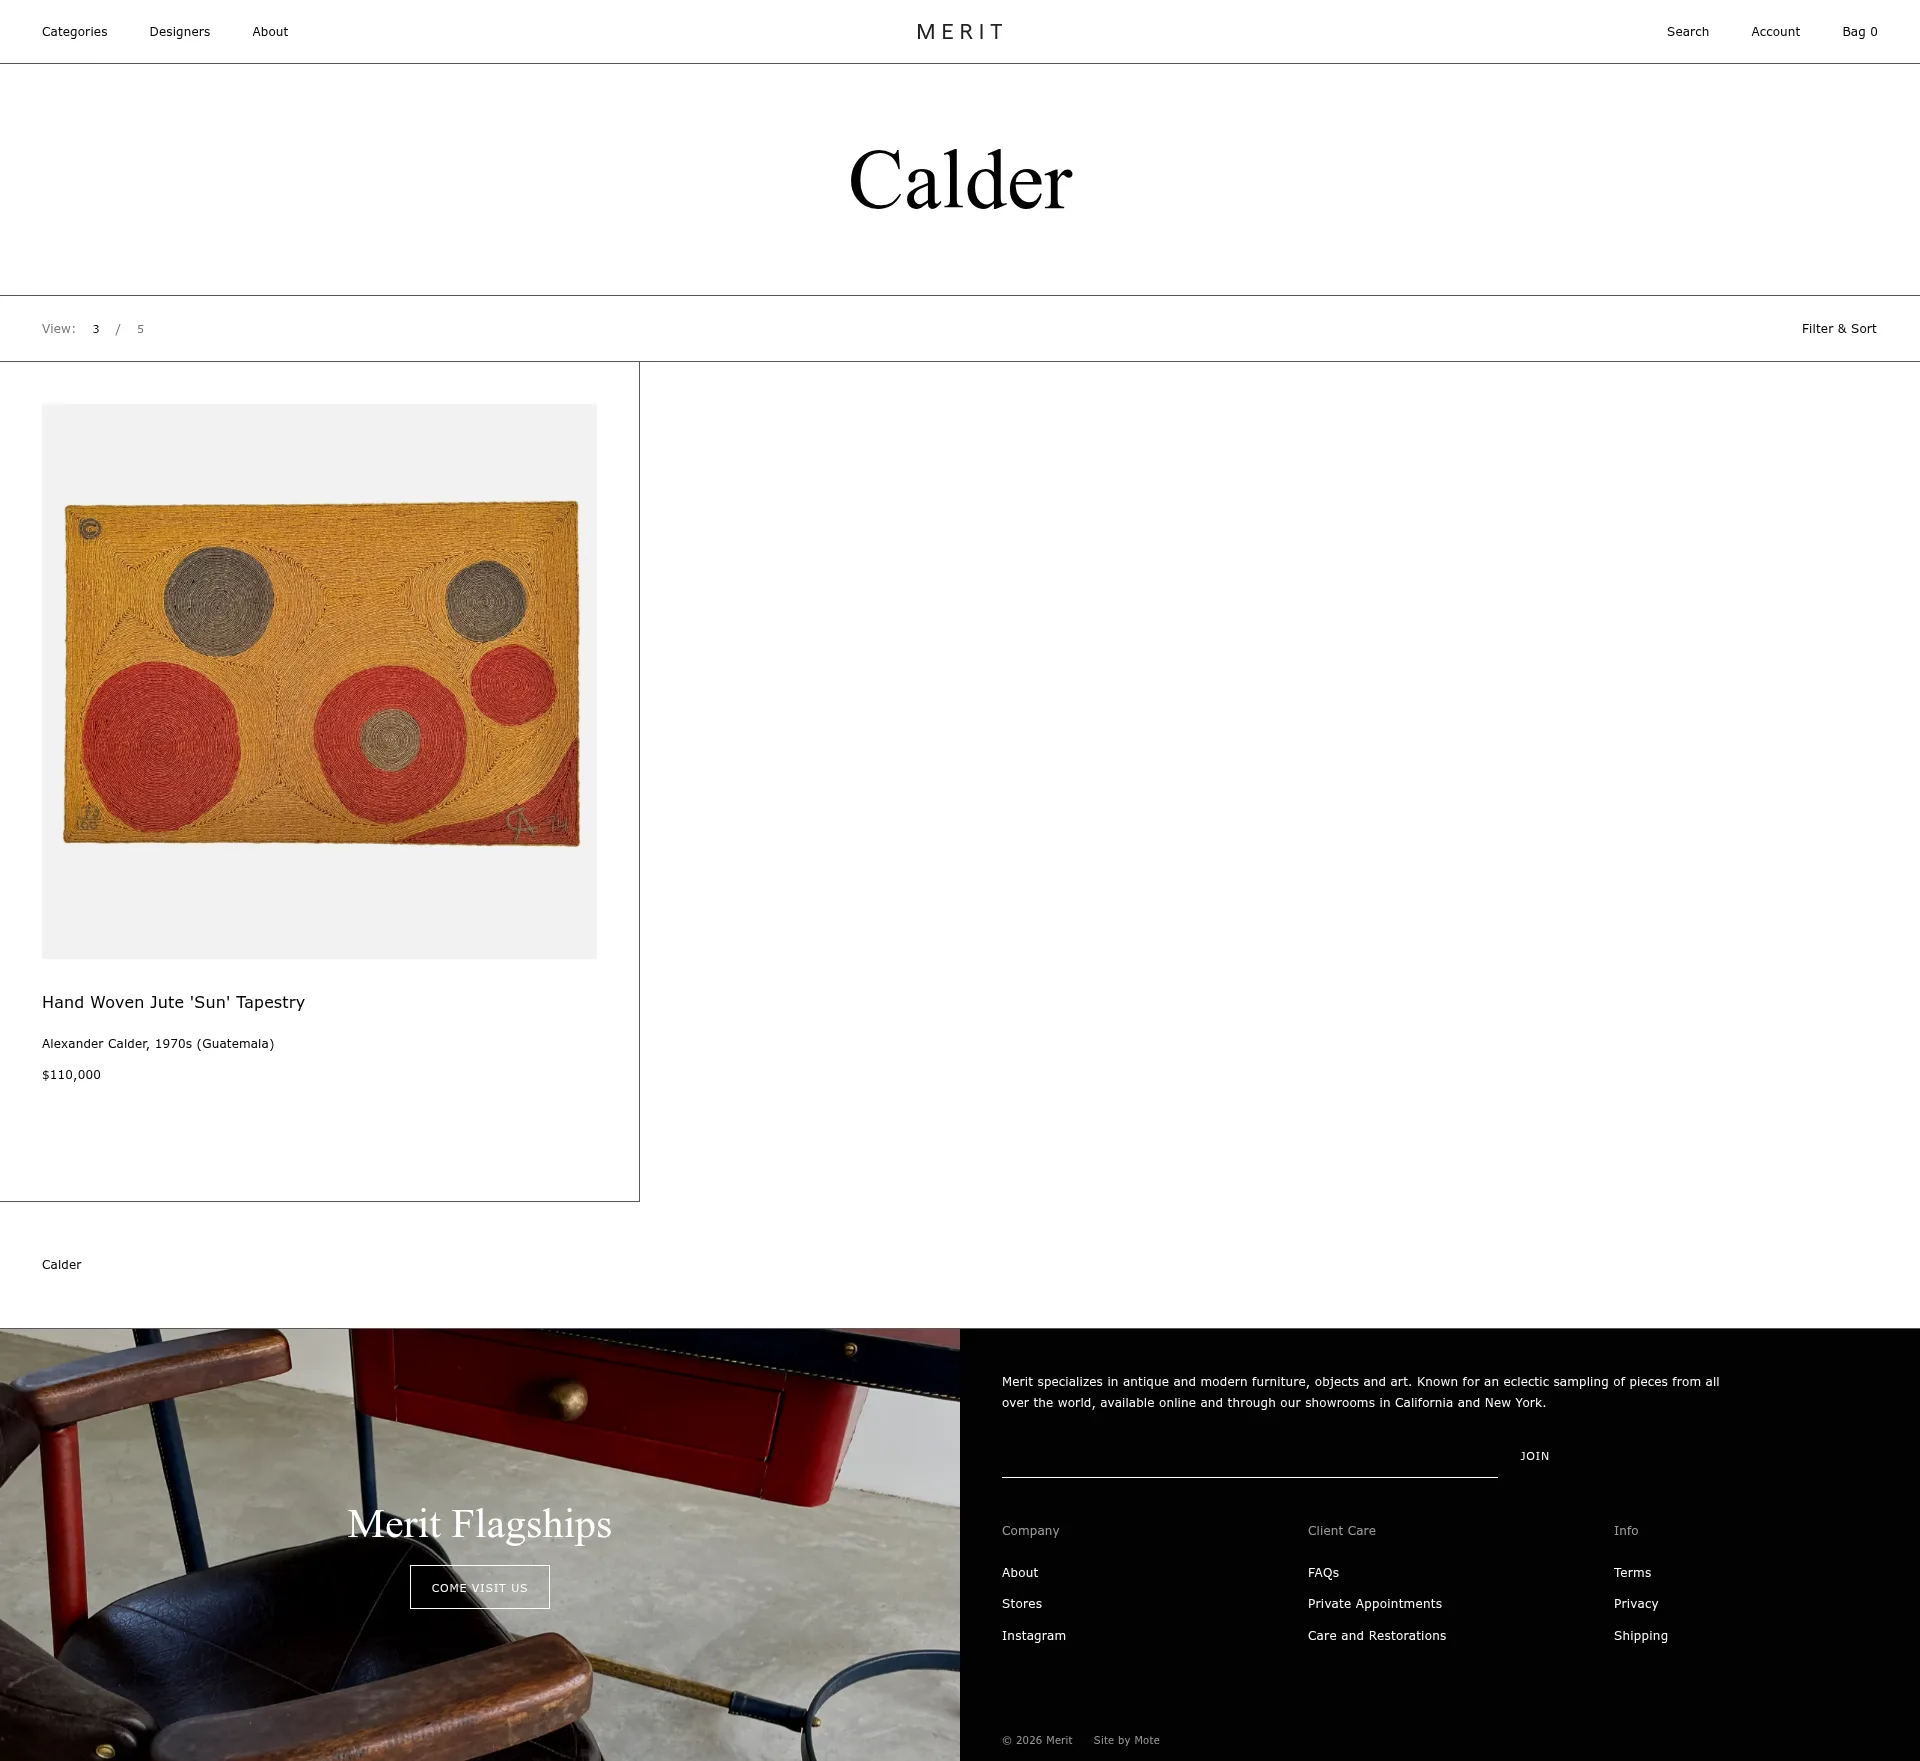 Categories
Designers
About
MERIT
Search
Account
Bag 0
Calder
View: 3 / 5
Filter & Sort
Hand Woven Jute 'Sun' Tapestry
Alexander Calder, 1970s (Guatemala)
$110,000
Calder
Merit Flagships
COME VISIT US
Merit specializes in antique and modern furniture, objects and art. Known for an eclectic sampling of pieces from all
over the world, available online and through our showrooms in California and New York.
JOIN
Company
About
Stores
Instagram
Client Care
FAQs
Private Appointments
Care and Restorations
Info
Terms
Privacy
Shipping
© 2026 Merit
Site by Mote